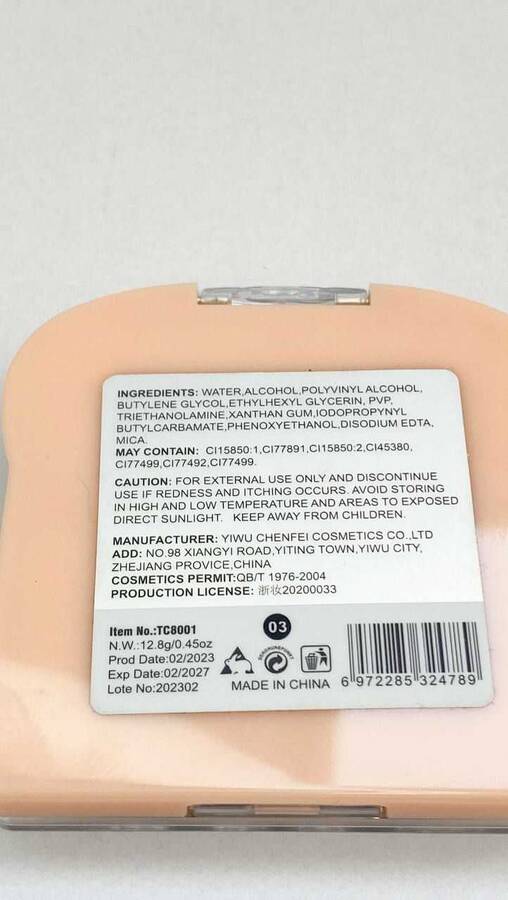 INGREDIENTS: WATER,ALCOHOL,POLYVINYL ALCOHOL,
BUTYLENE GLYCOL,ETHYLHEXYL GLYCERIN, PVP,
TRIETHANOLAMINE,XANTHAN GUM,IODOPROPYNYL
BUTYLCARBAMATE,PHENOXYETHANOL,DISODIUM EDTA,
MICA.
MAY CONTAIN: CI15850:1,CI77891,CI15850:2,CI45380,
CI77499,CI77492,CI77499.
CAUTION: FOR EXTERNAL USE ONLY AND DISCONTINUE
USE IF REDNESS AND ITCHING OCCURS. AVOID STORING
IN HIGH AND LOW TEMPERATURE AND AREAS TO EXPOSED
DIRECT SUNLIGHT. KEEP AWAY FROM CHILDREN.
MANUFACTURER: YIWU CHENFEI COSMETICS CO.,LTD
ADD: NO.98 XIANGYI ROAD,YITING TOWN,YIWU CITY,
ZHEJIANG PROVICE,CHINA
COSMETICS PERMIT:QB/T 1976-2004
PRODUCTION LICENSE: 浙妆20200033
Item No.:TC8001
N.W.:12.8g/0.45oz
Prod Date:02/2023
Exp Date:02/2027
Lote No:202302
03
MADE IN CHINA
6 972285 324789